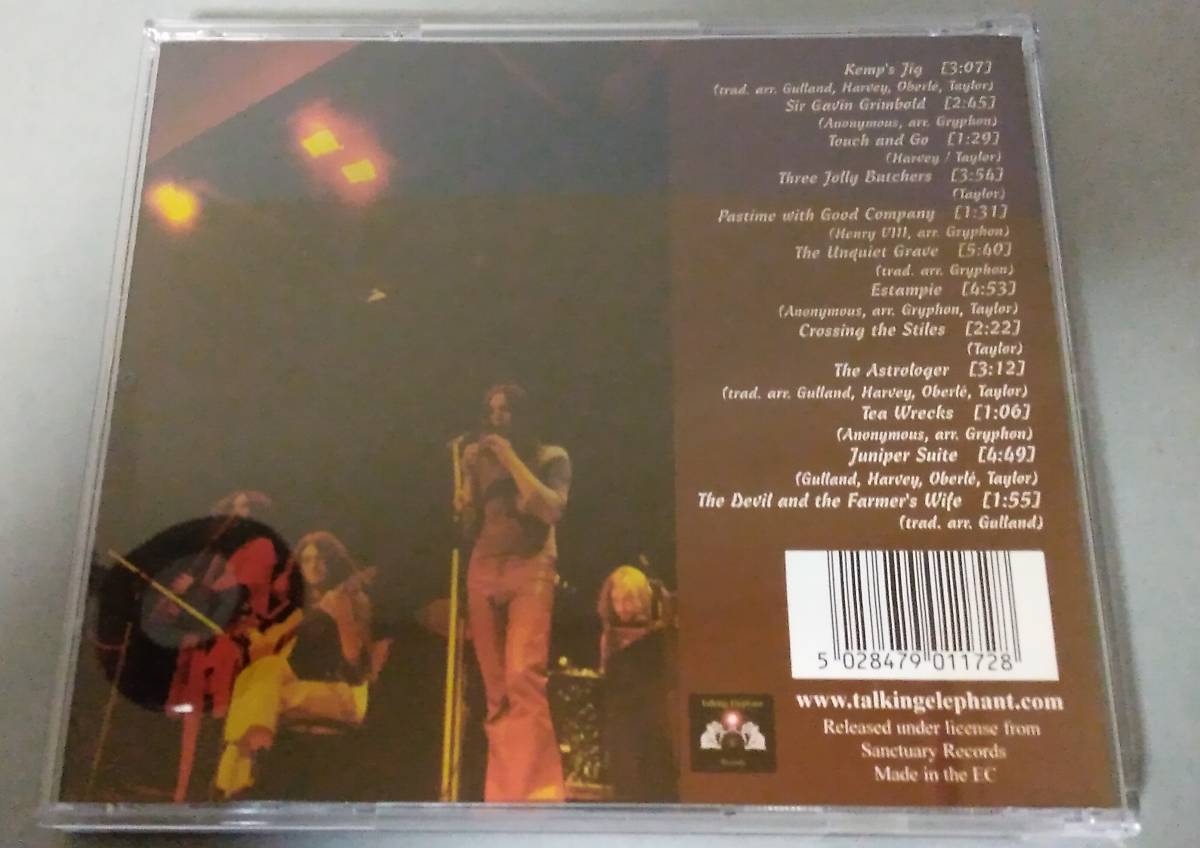 Kemp's Jig [3:07]
(trad. arr. Gulland, Harvey, Oberlé, Taylor)
Sir Gavin Grimbold [2:45]
(Anonymous, arr. Gryphon)
Touch and Go [1:29]
(Harvey / Taylor)
Three Jolly Butchers [3:54]
(Taylor)
Pastime with Good Company [1:31]
(Henry VIII, arr. Gryphon)
The Unquiet Grave [5:40]
(trad. arr. Gryphon)
Estampie [4:53]
(Anonymous, arr. Gryphon, Taylor)
Crossing the Stiles [2:22]
(Taylor)
The Astrologer [3:12]
(trad. arr. Gulland, Harvey, Oberlé, Taylor)
Tea Wrecks [1:06]
(Anonymous, arr. Gryphon)
Juniper Suite [4:49]
(Gulland, Harvey, Oberlé, Taylor)
The Devil and the Farmer's Wife [1:55]
(trad. arr. Gulland)
5 028479 011728
www.talkingelephant.com
Released under license from
Sanctuary Records
Made in the EC
Talking Elephant
Records